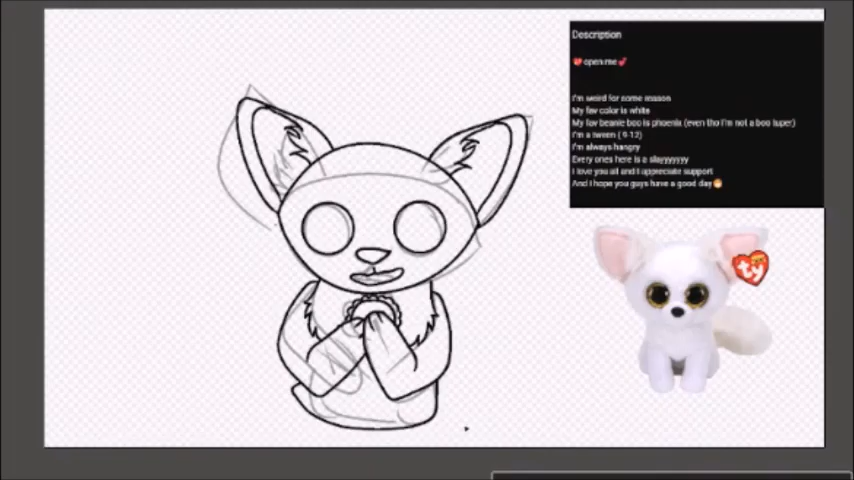 Description
❤️open me💕
I'm weird for some reason
My fav color is white
My fav beanie boo is phoenix (even tho I'm not a boo luper)
I'm a tween ( 9-12)
I'm always hangry
Every ones here is a slayyyyyyy
I love you all and I appreciate support
And I hope you guys have a good day
ty